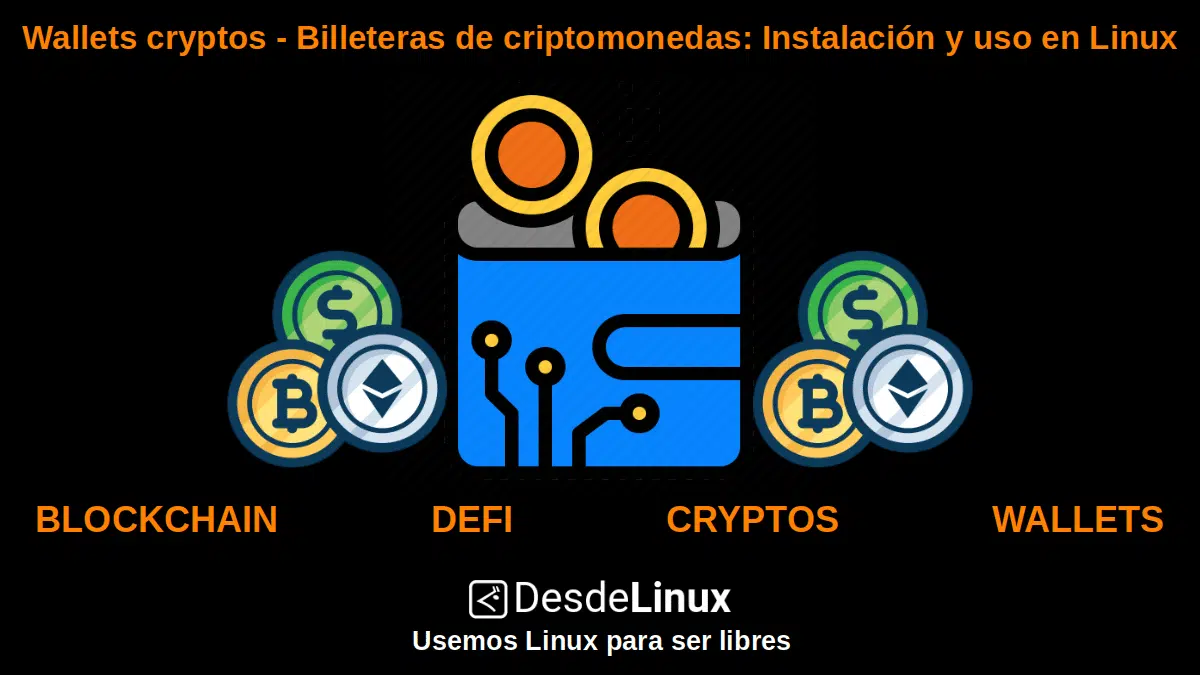 Wallets cryptos - Billeteras de criptomonedas: Instalación y uso en Linux
BLOCKCHAIN DEFI CRYPTOS WALLETS
DesdeLinux
Usemos Linux para ser libres